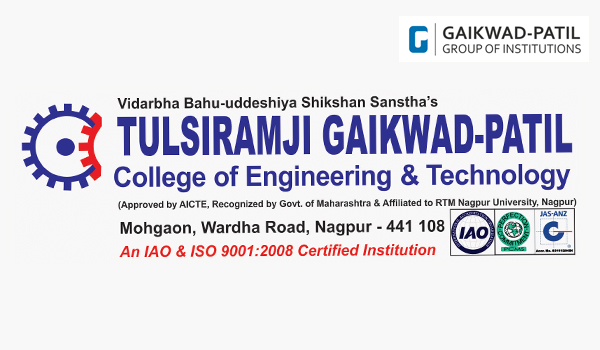 GAIKWAD-PATIL
GROUP OF INSTITUTIONS
Vidarbha Bahu-uddeshiya Shikshan Sanstha's
TULSIRAMJI GAIKWAD-PATIL
College of Engineering & Technology
(Approved by AICTE, Recognized by Govt. of Maharashtra & Affiliated to RTM Nagpur University, Nagpur)
Mohgaon, Wardha Road, Nagpur - 441 108
An IAO & ISO 9001:2008 Certified Institution
IAO
JAS-ANZ